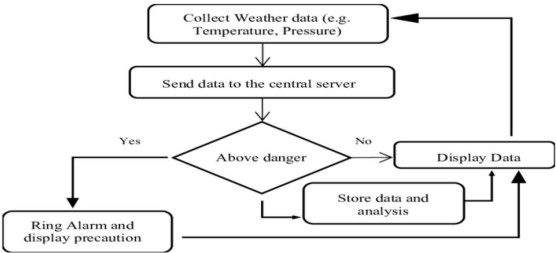 Collect Weather data (e.g.
Temperature, Pressure)
Send data to the central server
Yes
No
Above danger
Display Data
Store data and
analysis
Ring Alarm and
display precaution